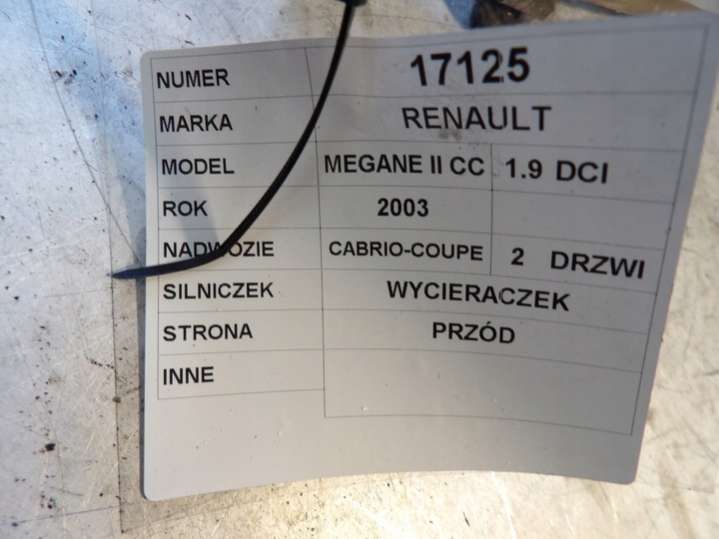 NUMER 17125
MARKA RENAULT
MODEL MEGANE II CC 1.9 DCI
ROK 2003
NADWOZIE CABRIO-COUPE 2 DRZWI
SILNICZEK WYCIERACZEK
STRONA PRZÓD
INNE